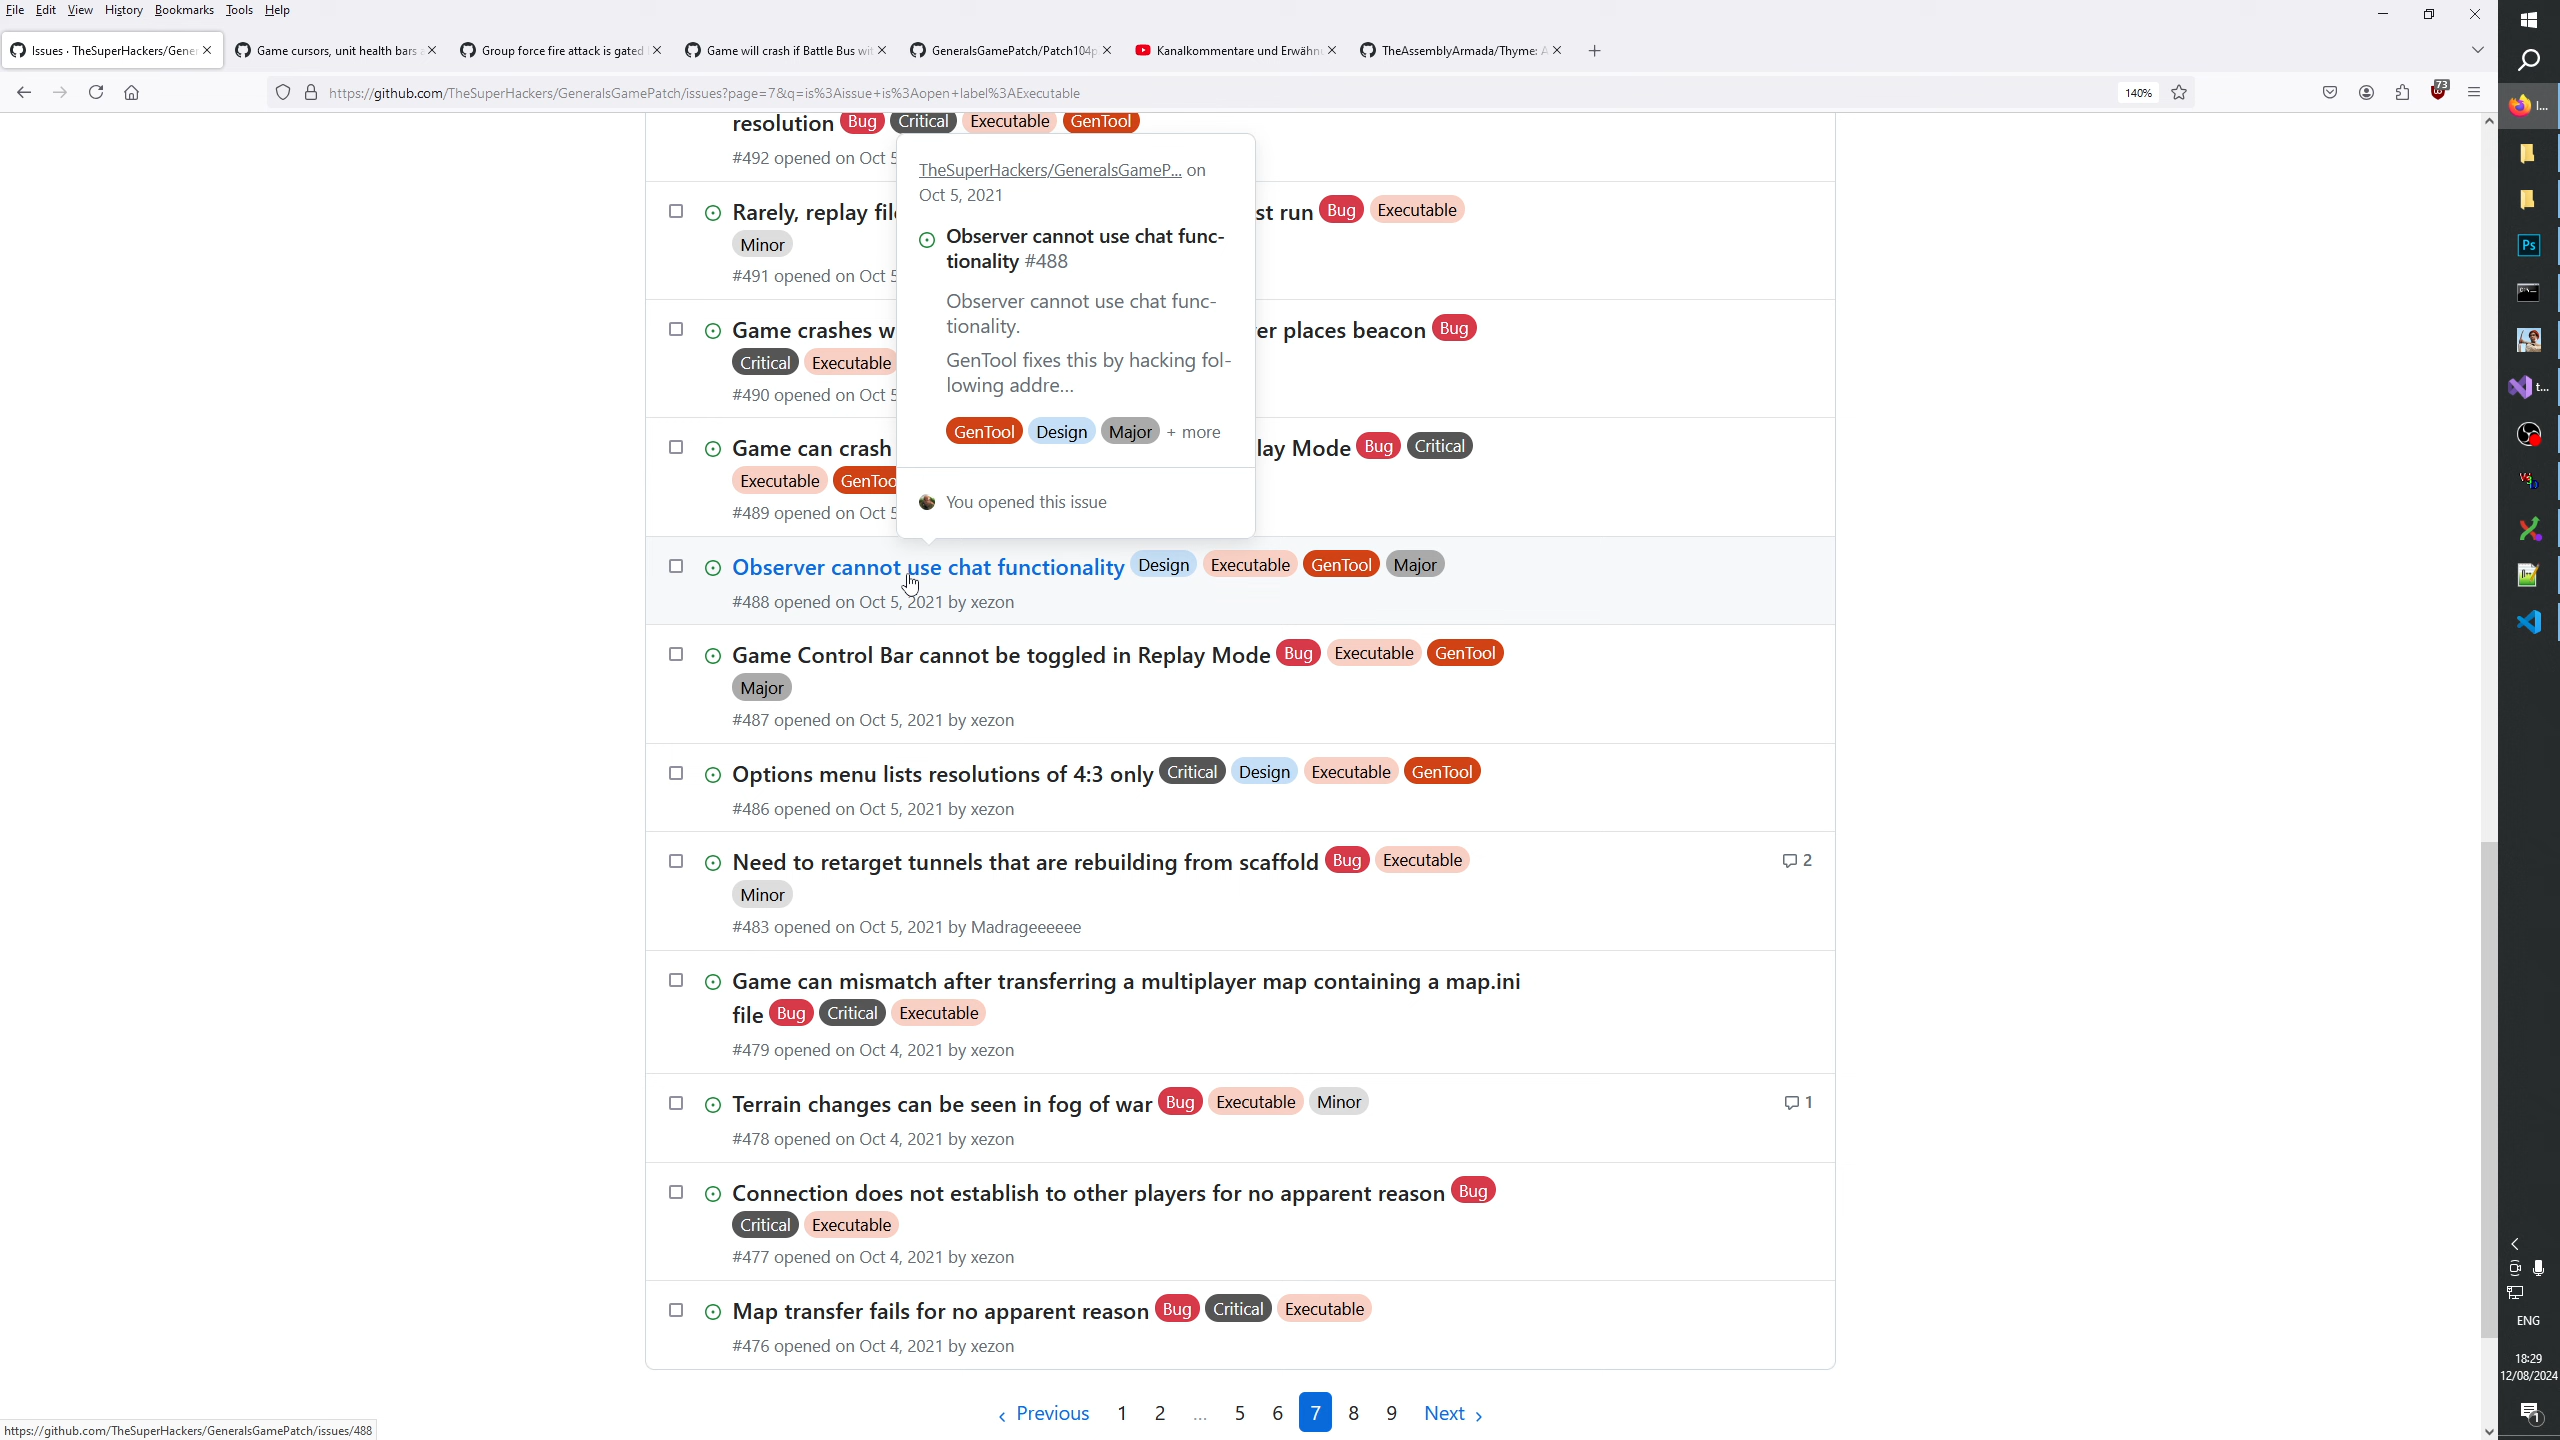 File Edit View History Bookmarks Tools Help
Issues · TheSuperHackers/Gener
Game cursors, unit health bars a
Group force fire attack is gated
Game will crash if Battle Bus wit
GeneralsGamePatch/Patch104p
Kanalkommentare und Erwähn
TheAssemblyArmada/Thyme: A
https://github.com/TheSuperHackers/GeneralsGamePatch/issues?page=7&q=is%3Aissue+is%3Aopen+label%3AExecutable
140%
73
resolution Bug Critical Executable GenTool
#492 opened on Oct 5
TheSuperHackers/GeneralsGameP... on
Oct 5, 2021
Observer cannot use chat func-
tionality #488
Observer cannot use chat func-
tionality.
GenTool fixes this by hacking fol-
lowing addre...
GenTool Design Major + more
You opened this issue
Rarely, replay fil st run Bug Executable
Minor
#491 opened on Oct 5
Game crashes w er places beacon Bug
Critical Executable
#490 opened on Oct 5
Game can crash lay Mode Bug Critical
Executable GenToo
#489 opened on Oct 5
Observer cannot use chat functionality Design Executable GenTool Major
#488 opened on Oct 5, 2021 by xezon
Game Control Bar cannot be toggled in Replay Mode Bug Executable GenTool
Major
#487 opened on Oct 5, 2021 by xezon
Options menu lists resolutions of 4:3 only Critical Design Executable GenTool
#486 opened on Oct 5, 2021 by xezon
Need to retarget tunnels that are rebuilding from scaffold Bug Executable 2
Minor
#483 opened on Oct 5, 2021 by Madrageeeeee
Game can mismatch after transferring a multiplayer map containing a map.ini
file Bug Critical Executable
#479 opened on Oct 4, 2021 by xezon
Terrain changes can be seen in fog of war Bug Executable Minor 1
#478 opened on Oct 4, 2021 by xezon
Connection does not establish to other players for no apparent reason Bug
Critical Executable
#477 opened on Oct 4, 2021 by xezon
Map transfer fails for no apparent reason Bug Critical Executable
#476 opened on Oct 4, 2021 by xezon
Previous 1 2 … 5 6 7 8 9 Next
https://github.com/TheSuperHackers/GeneralsGamePatch/issues/488
I...
Ps
t...
ENG
18:29
12/08/2024
1